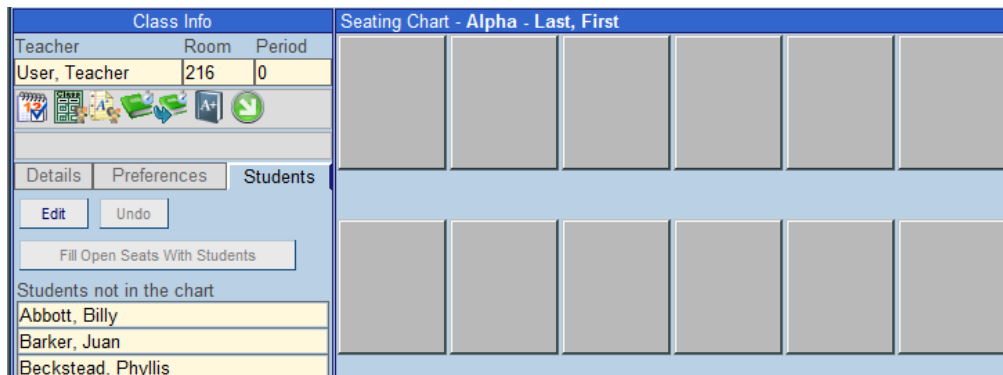 Class Info
Teacher Room Period
User, Teacher 216 0
Details Preferences Students
Edit Undo
Fill Open Seats With Students
Students not in the chart
Abbott, Billy
Barker, Juan
Beckstead, Phyllis
Seating Chart - Alpha - Last, First